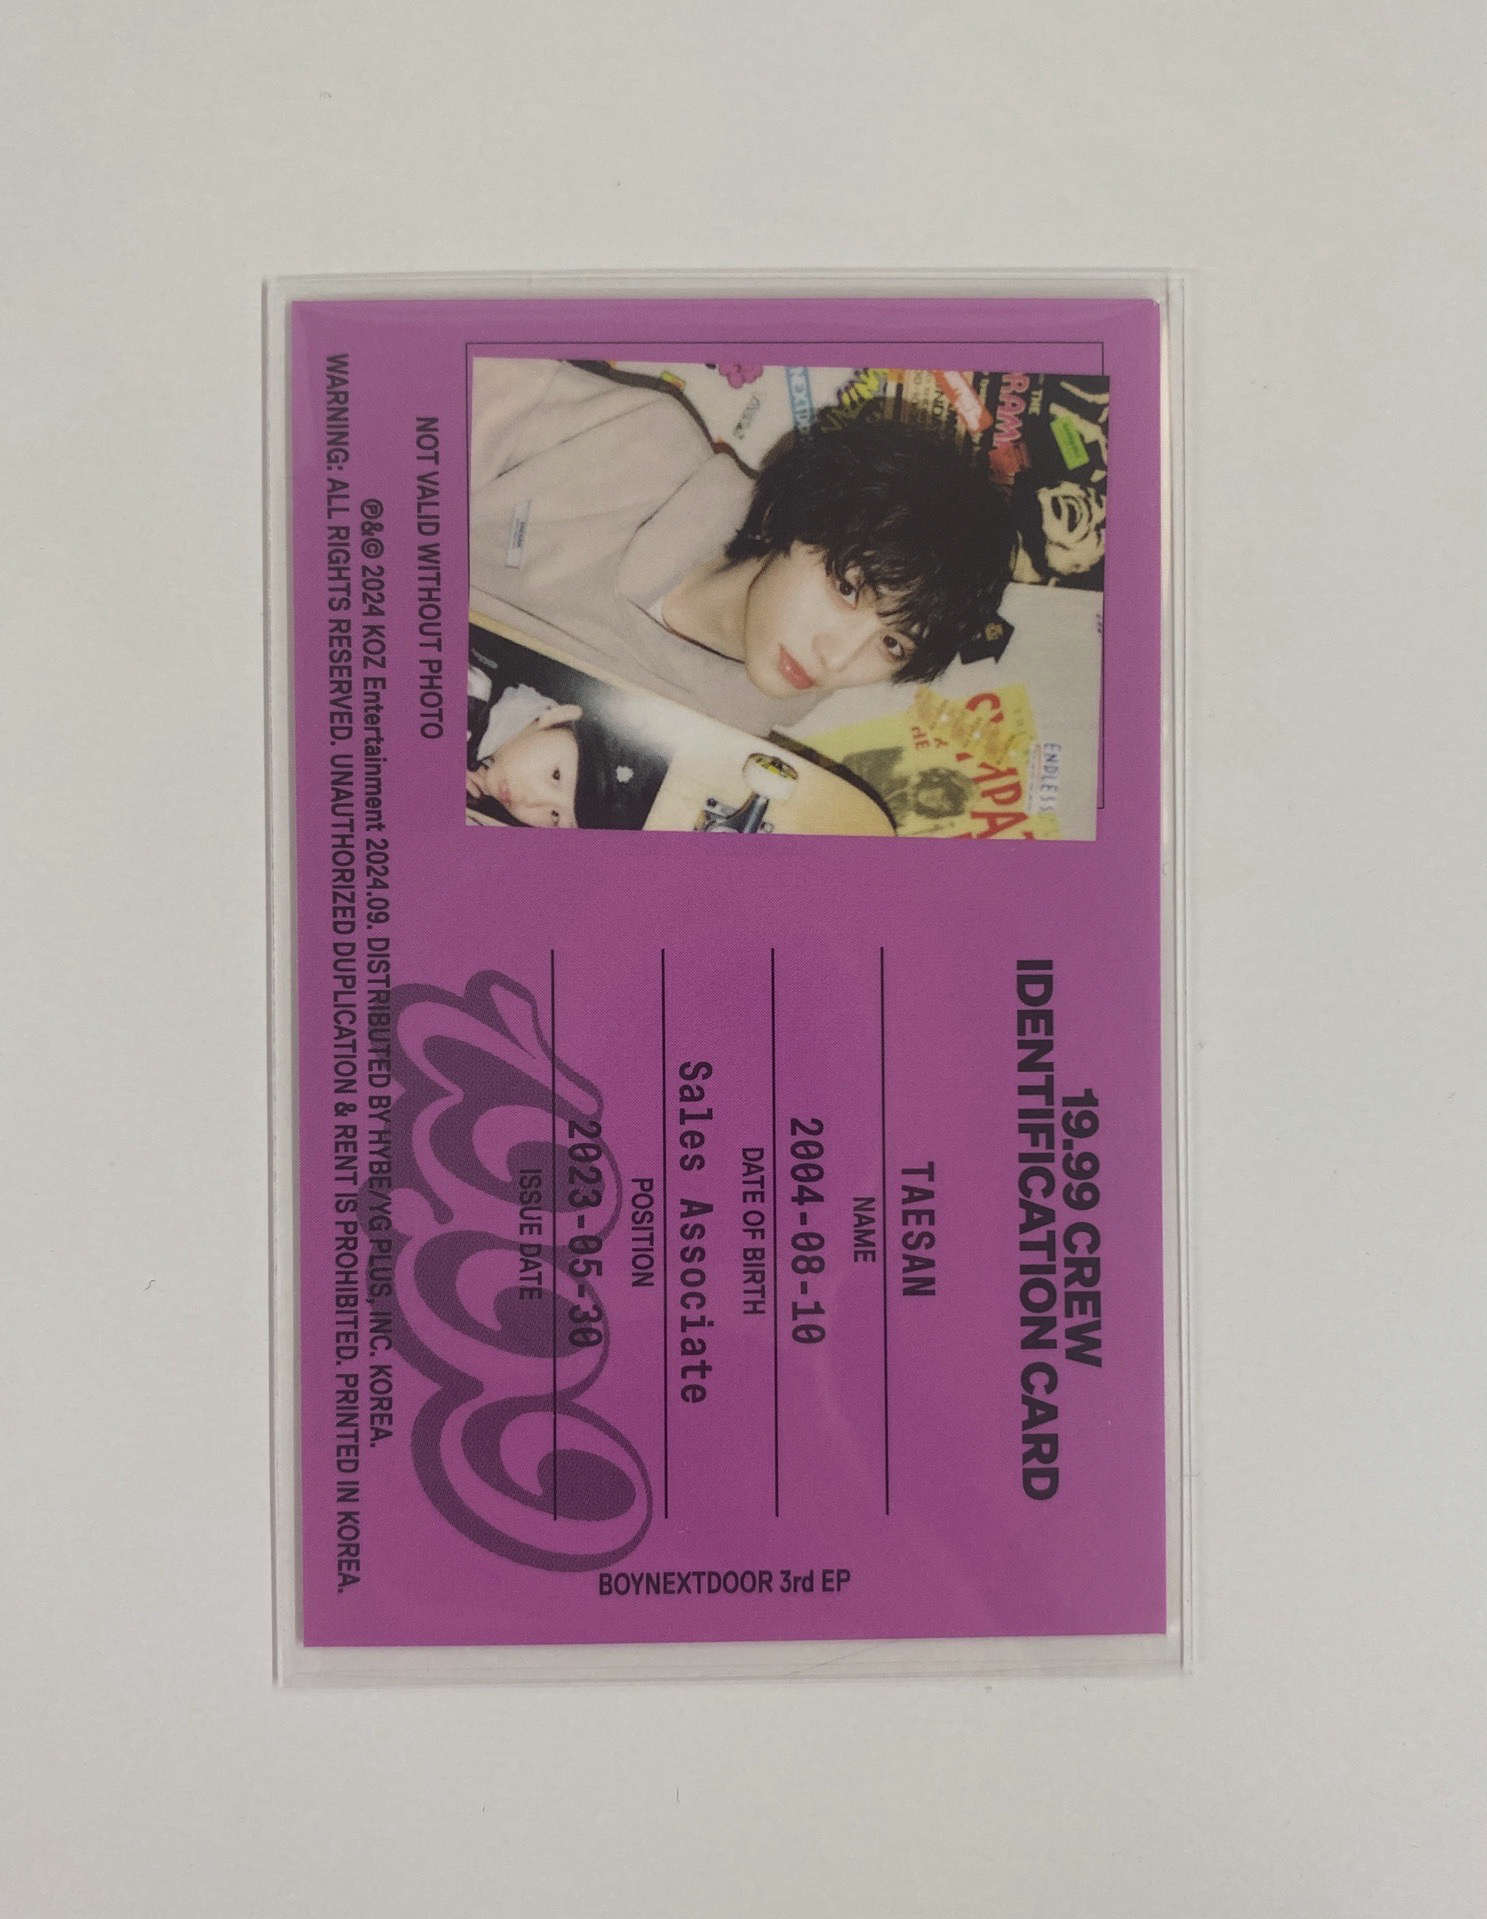 19.99 CREW
IDENTIFICATION CARD
TAESAN
NAME
2004-08-10
DATE OF BIRTH
Sales Associate
POSITION
2023-05-30
ISSUE DATE
BOYNEXTDOOR 3rd EP
THE
ENDLESS
NOT VALID WITHOUT PHOTO
℗&© 2024 KOZ Entertainment 2024.09. DISTRIBUTED BY HYBE/YG PLUS, INC. KOREA.
WARNING: ALL RIGHTS RESERVED. UNAUTHORIZED DUPLICATION & RENT IS PROHIBITED. PRINTED IN KOREA.